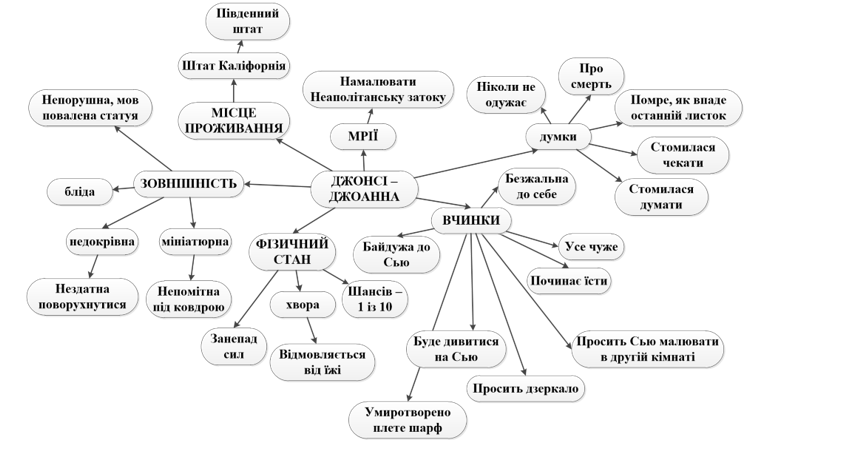 Південний
штат
Штат Каліфорнія
МІСЦЕ
ПРОЖИВАННЯ
Намалювати
Неаполітанську затоку
МРІЇ
Ніколи не
одужає
Про
смерть
Помре, як впаде
останній листок
думки
Стомилася
чекати
Стомилася
думати
Непорушна, мов
повалена статуя
ЗОВНІШНІСТЬ
бліда
недокрівна
мініатюрна
Нездатна
поворухнутися
Непомітна
під ковдрою
ДЖОНСІ –
ДЖОАННА
ФІЗИЧНИЙ
СТАН
Занепад
сил
хвора
Відмовляється
від їжі
Шансів –
1 із 10
ВЧИНКИ
Безжальна
до себе
Байдужа до
Сью
Усе чуже
Починає їсти
Буде дивитися
на Сью
Просить Сью малювати
в другій кімнаті
Просить дзеркало
Умиротворено
плете шарф